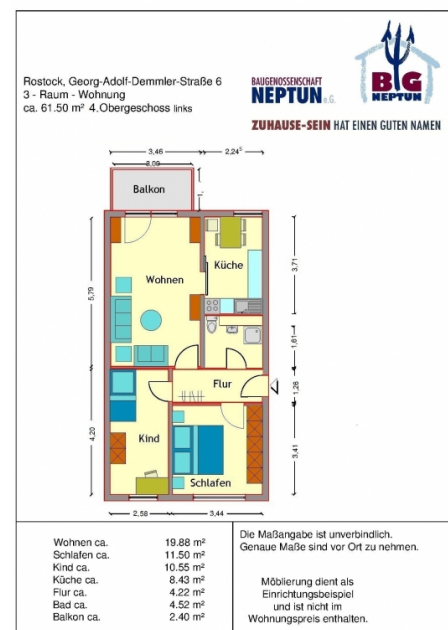 Rostock, Georg-Adolf-Demmler-Straße 6
3 - Raum - Wohnung
ca. 61.50 m² 4.Obergeschoss links
BAUGENOSSENSCHAFT
NEPTUN e.G.
BIG
NEPTUN
ZUHAUSE-SEIN HAT EINEN GUTEN NAMEN
3,46
2,24⁵
3,00
Balkon
Wohnen
Küche
5,79
3,71
1,61
Flur
1,26
Kind
4,20
Schlafen
3,41
2,58
3,44
Wohnen ca. 19.88 m²
Schlafen ca. 11.50 m²
Kind ca. 10.55 m²
Küche ca. 8.43 m²
Flur ca. 4.22 m²
Bad ca. 4.52 m²
Balkon ca. 2.40 m²
Die Maßangabe ist unverbindlich.
Genaue Maße sind vor Ort zu nehmen.
Möblierung dient als
Einrichtungsbeispiel
und ist nicht im
Wohnungspreis enthalten.